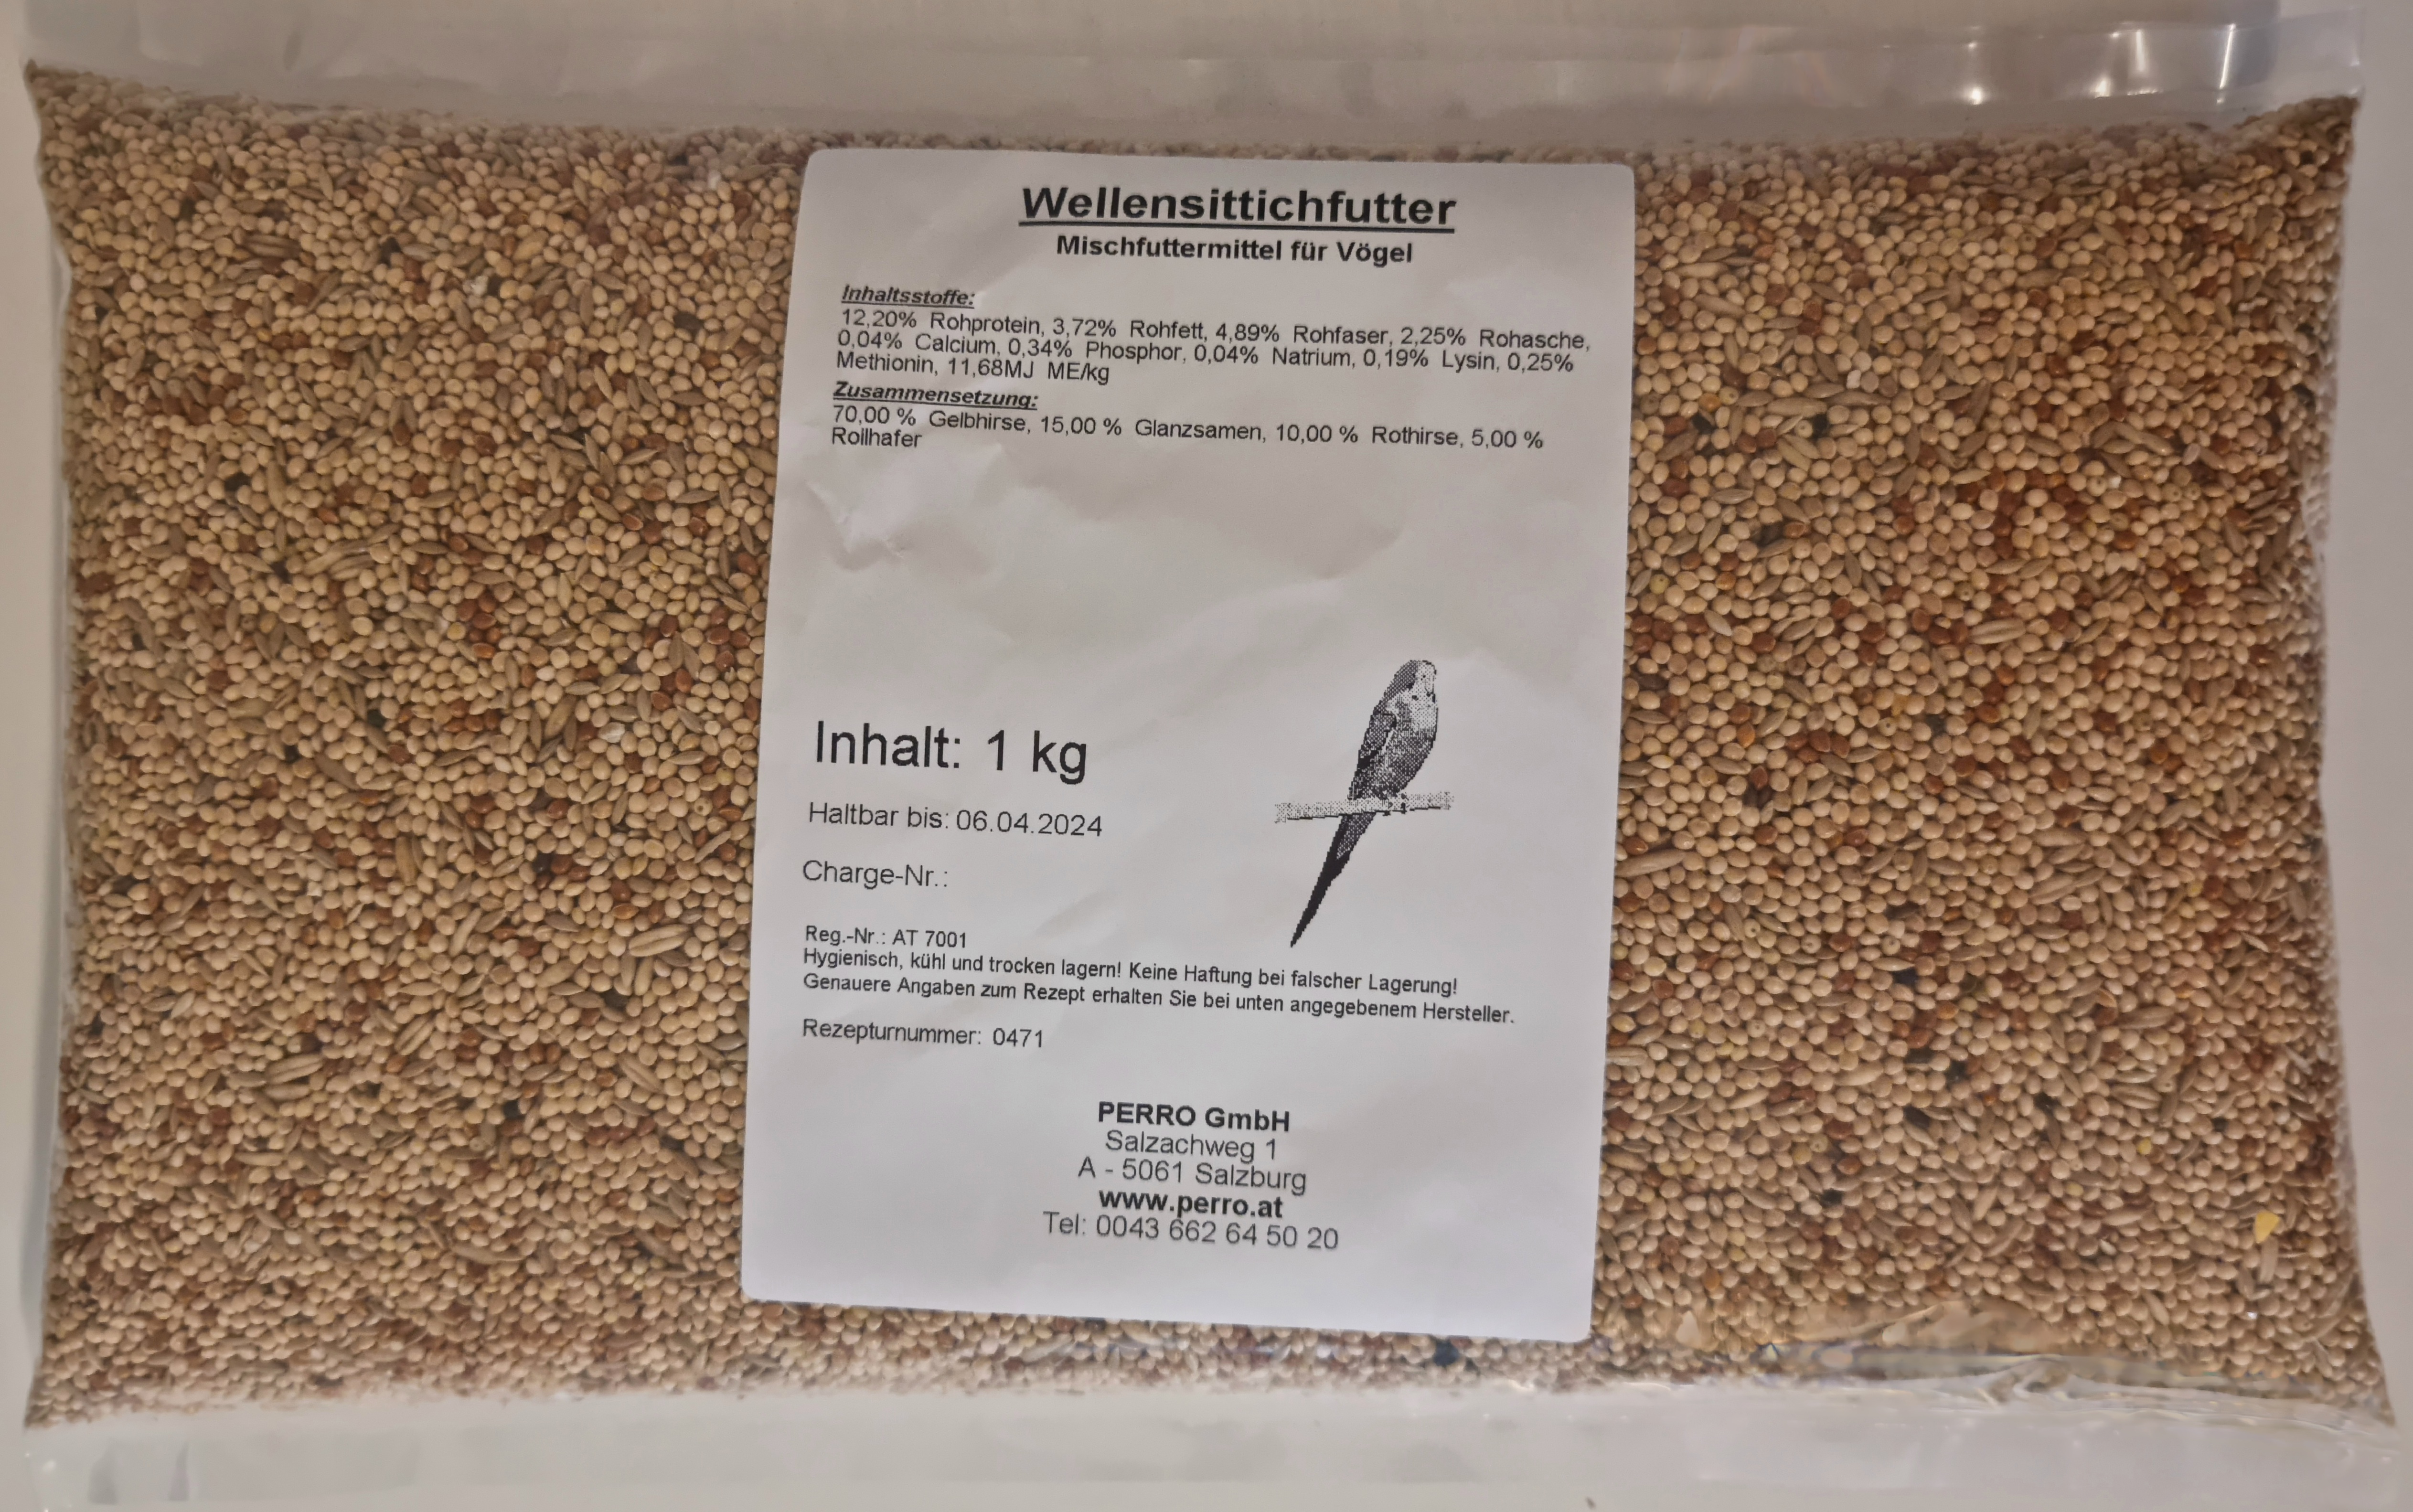 Wellensittichfutter
Mischfuttermittel für Vögel
Inhaltsstoffe:
12,20% Rohprotein, 3,72% Rohfett, 4,89% Rohfaser, 2,25% Rohasche,
0,04% Calcium, 0,34% Phosphor, 0,04% Natrium, 0,19% Lysin, 0,25%
Methionin, 11,68MJ ME/kg
Zusammensetzung:
70,00 % Gelbhirse, 15,00 % Glanzsamen, 10,00 % Rothirse, 5,00 %
Rollhafer
Inhalt: 1 kg
Haltbar bis: 06.04.2024
Charge-Nr.:
Reg.-Nr.: AT 7001
Hygienisch, kühl und trocken lagern! Keine Haftung bei falscher Lagerung!
Genauere Angaben zum Rezept erhalten Sie bei unten angegebenem Hersteller.
Rezepturnummer: 0471
PERRO GmbH
Salzachweg 1
A - 5061 Salzburg
www.perro.at
Tel: 0043 662 64 50 20